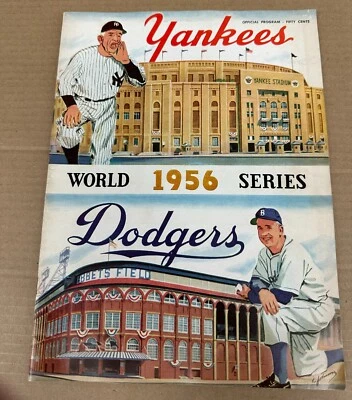 OFFICIAL PROGRAM - FIFTY CENTS
Yankees
YANKEE STADIUM
WORLD 1956 SERIES
Dodgers
EBBETS FIELD
B